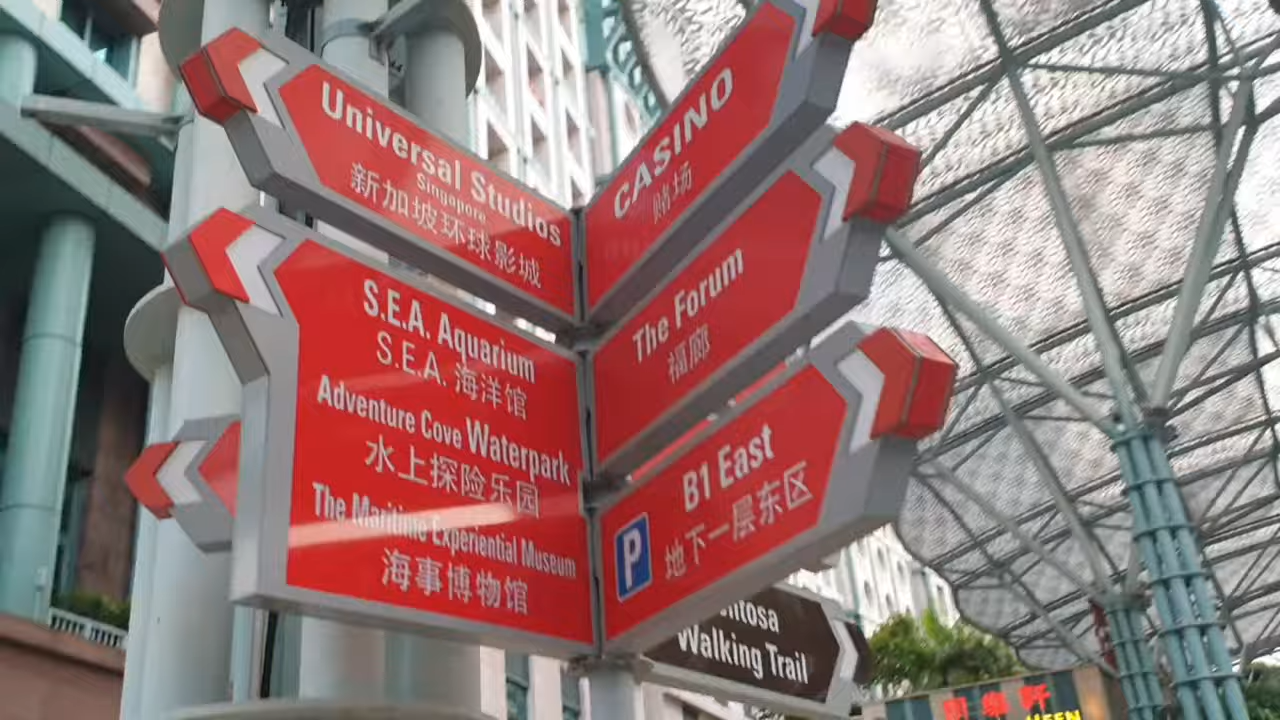 Universal Studios
Singapore
新加坡环球影城
S.E.A. Aquarium
S.E.A. 海洋馆
Adventure Cove Waterpark
水上探险乐园
The Maritime Experiential Museum
海事博物馆
CASINO
赌场
The Forum
福廊
P
B1 East
地下一层东区
Walking Trail